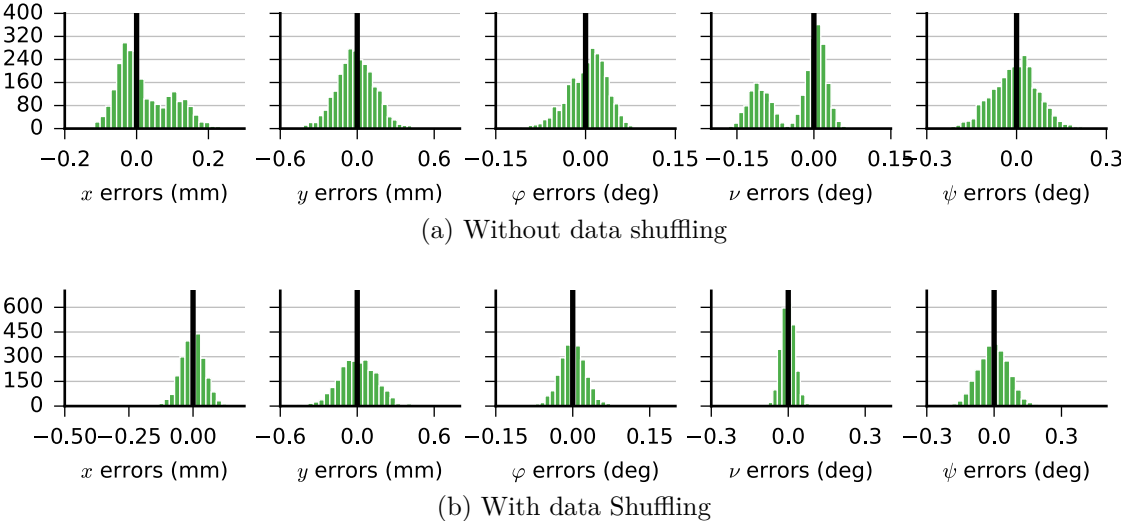 400
320
240
160
80
0
−0.2 0.0 0.2 −0.6 0.0 0.6 −0.15 0.00 0.15 −0.15 0.00 0.15 −0.3 0.0 0.3
x errors (mm) y errors (mm) φ errors (deg) ν errors (deg) ψ errors (deg)
(a) Without data shuffling
600
450
300
150
0
−0.50 −0.25 0.00 −0.6 0.0 0.6 −0.15 0.00 0.15 −0.3 0.0 0.3 −0.3 0.0 0.3
x errors (mm) y errors (mm) φ errors (deg) ν errors (deg) ψ errors (deg)
(b) With data Shuffling